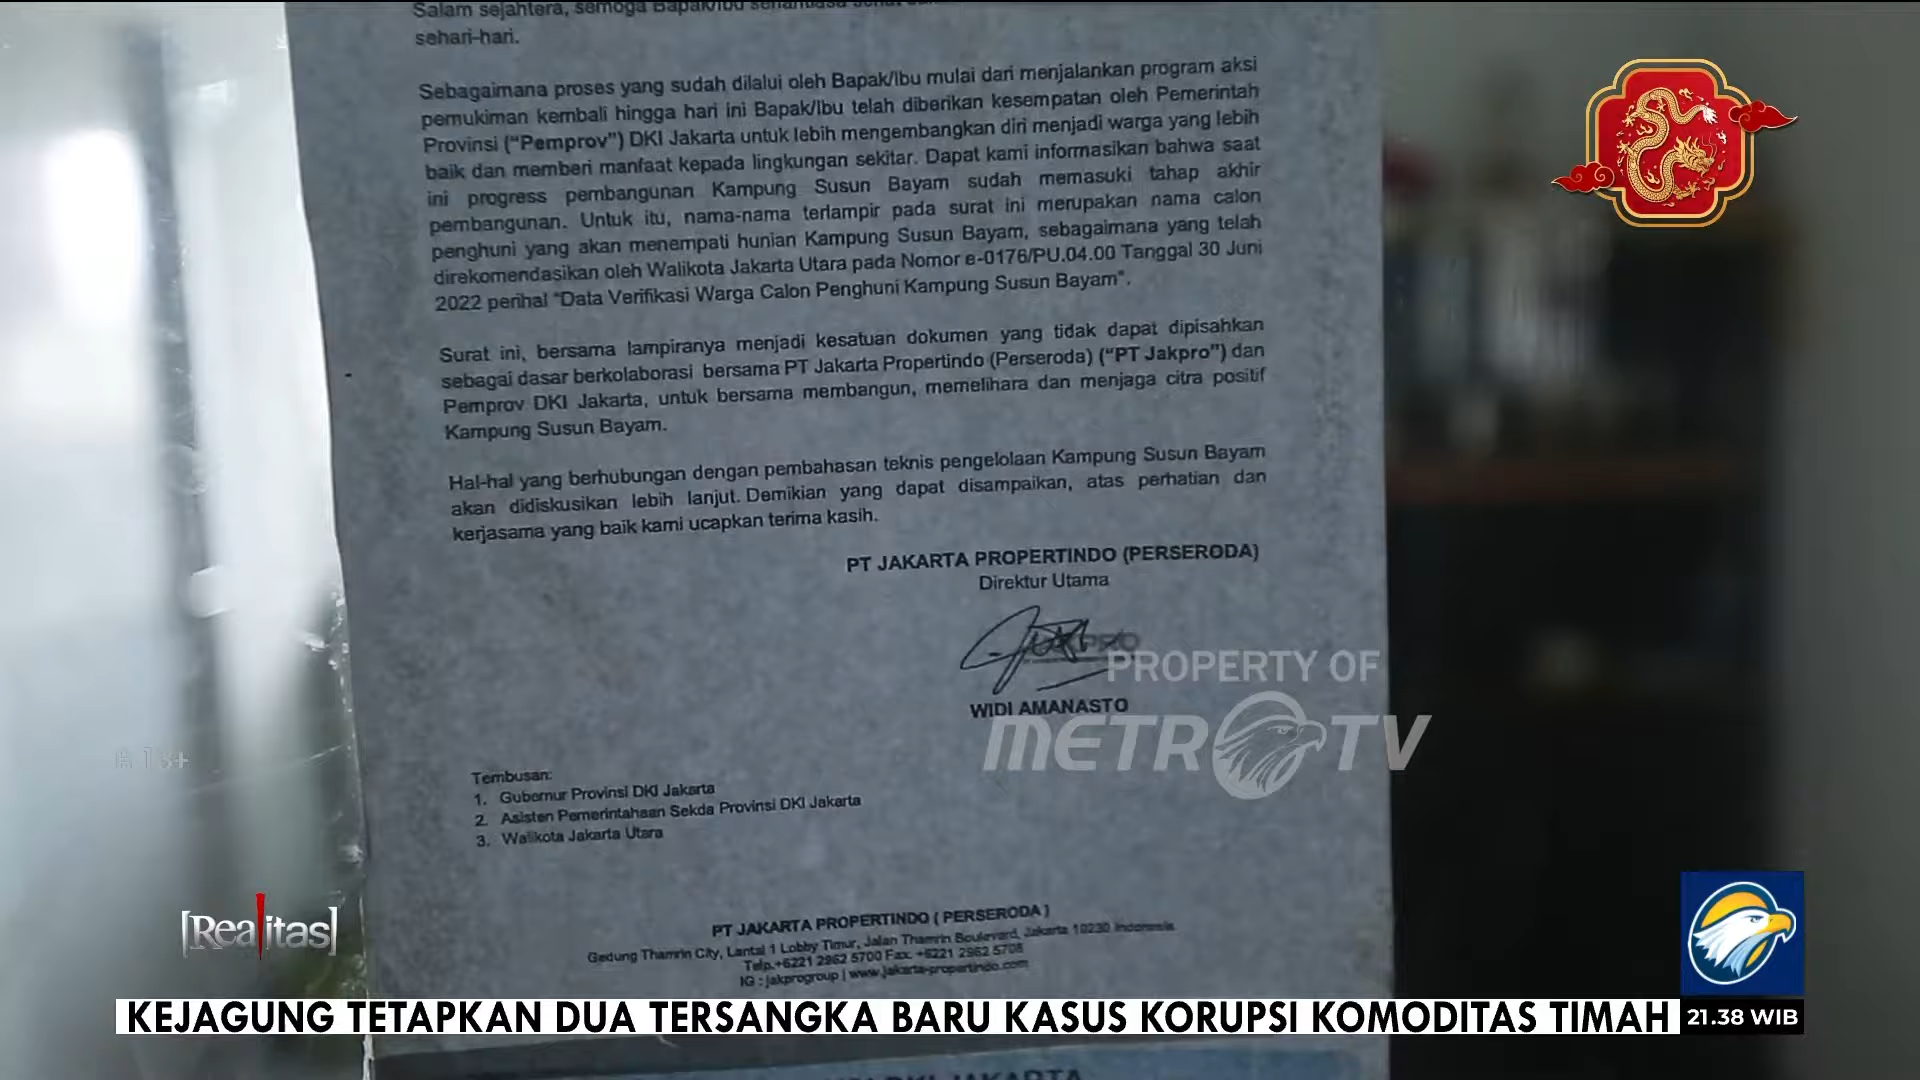 Salam sejahtera, semoga Bapak/Ibu senantiasa
sehari-hari.
Sebagaimana proses yang sudah dilalui oleh Bapak/Ibu mulai dari menjalankan program aksi
pemukiman kembali hingga hari ini Bapak/Ibu telah diberikan kesempatan oleh Pemerintah
Provinsi ("Pemprov") DKI Jakarta untuk lebih mengembangkan diri menjadi warga yang lebih
baik dan memberi manfaat kepada lingkungan sekitar. Dapat kami informasikan bahwa saat
ini progress pembangunan Kampung Susun Bayam sudah memasuki tahap akhir
pembangunan. Untuk itu, nama-nama terlampir pada surat ini merupakan nama calon
penghuni yang akan menempati hunian Kampung Susun Bayam, sebagaimana yang telah
direkomendasikan oleh Walikota Jakarta Utara pada Nomor e-0176/PU.04.00 Tanggal 30 Juni
2022 perihal "Data Verifikasi Warga Calon Penghuni Kampung Susun Bayam".
Surat ini, bersama lampiranya menjadi kesatuan dokumen yang tidak dapat dipisahkan
sebagai dasar berkolaborasi bersama PT Jakarta Propertindo (Perseroda) ("PT Jakpro") dan
Pemprov DKI Jakarta, untuk bersama membangun, memelihara dan menjaga citra positif
Kampung Susun Bayam.
Hal-hal yang berhubungan dengan pembahasan teknis pengelolaan Kampung Susun Bayam
akan didiskusikan lebih lanjut. Demikian yang dapat disampaikan, atas perhatian dan
kerjasama yang baik kami ucapkan terima kasih.
PT JAKARTA PROPERTINDO (PERSERODA)
Direktur Utama
JAKPRO
PROPERTY OF
METRO TV
WIDI AMANASTO
Tembusan:
1. Gubernur Provinsi DKI Jakarta
2. Asisten Pemerintahaan Sekda Provinsi DKI Jakarta
3. Walikota Jakarta Utara
PT JAKARTA PROPERTINDO ( PERSERODA )
Gedung Thamrin City, Lantai 1 Lobby Timur, Jalan Thamrin Boulevard, Jakarta 10230 Indonesia
Telp.+6221 2962 5700 Fax. +6221 2962 5708
IG : jakprogroup | www.jakarta-propertindo.com
[Realitas]
KEJAGUNG TETAPKAN DUA TERSANGKA BARU KASUS KORUPSI KOMODITAS TIMAH
21.38 WIB
DKI JAKARTA